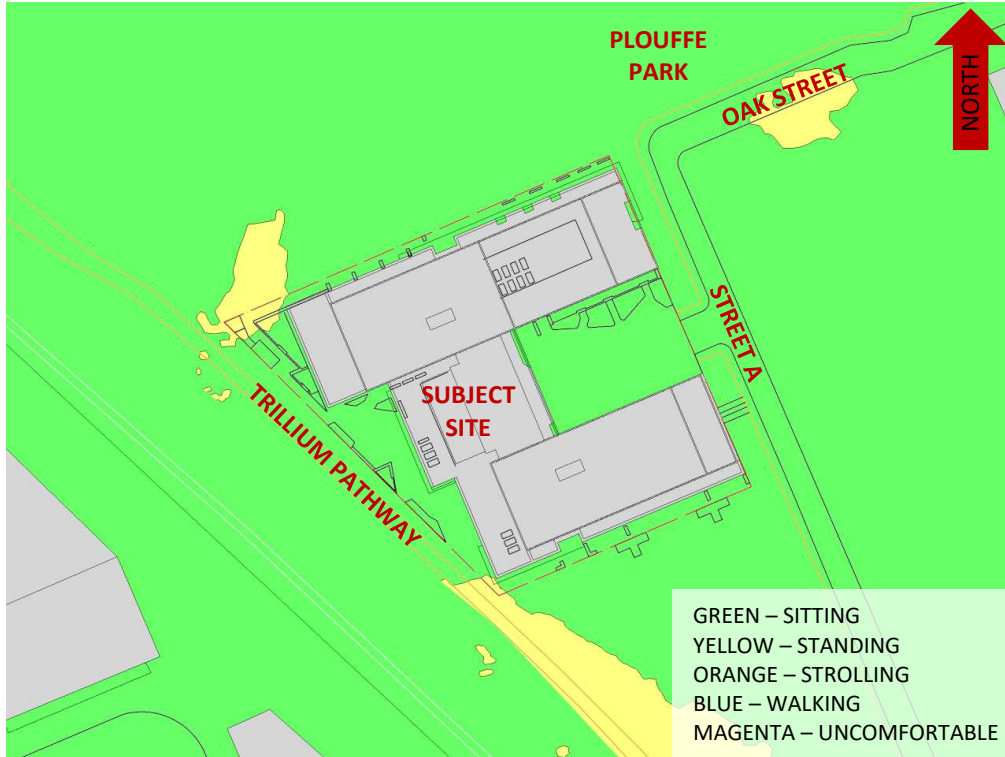 PLOUFFE
PARK
OAK STREET
NORTH
STREET A
SUBJECT
SITE
TRILLIUM PATHWAY
GREEN – SITTING
YELLOW – STANDING
ORANGE – STROLLING
BLUE – WALKING
MAGENTA – UNCOMFORTABLE